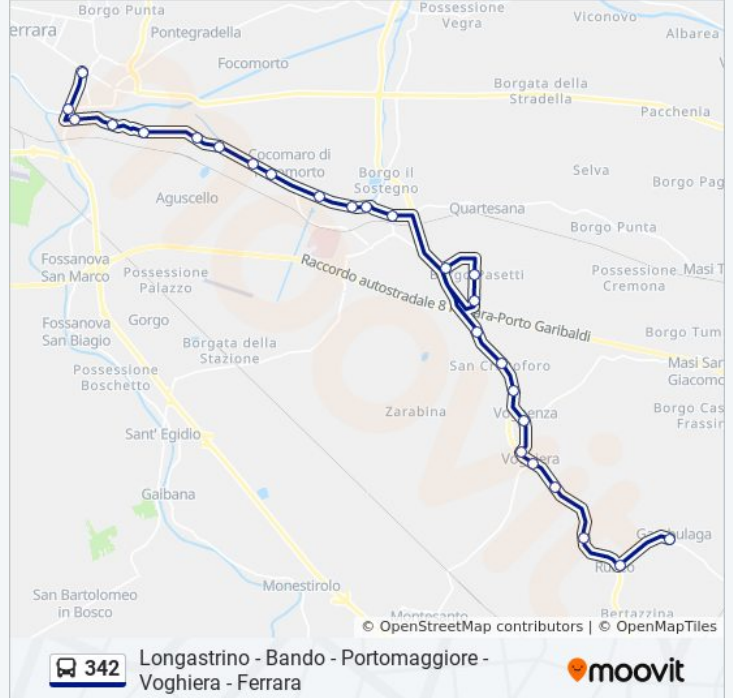 Borgo Punta
Possessione
Vegra
Viconovo
Albarea
errara
Pontegradella
Focomorto
Borgata della
Stradella
Pacchenia
Cocomaro di
Borgo il
Sostegno
Selva
Borgo Pag
Aguscello
Quartesana
Borgo Punta
Fossanova
San Marco
Possessione
Palazzo
Raccordo autostradale 8
ara-Porto Garibaldi
Possessione
Cremona
Masi T
Fossanova
San Biagio
Gorgo
Borgata della
Stazione
Borgo Tum
Possessione
Boschetto
Masi San
Giacomo
Zarabina
Borgo Cas
Frassin
Sant' Egidio
Gaibana
San Bartolomeo
in Bosco
Monestirolo
Montesanto
Bertazzina
© OpenStreetMap contributors | © OpenMapTiles
342
Longastrino - Bando - Portomaggiore -
Voghiera - Ferrara
moovit